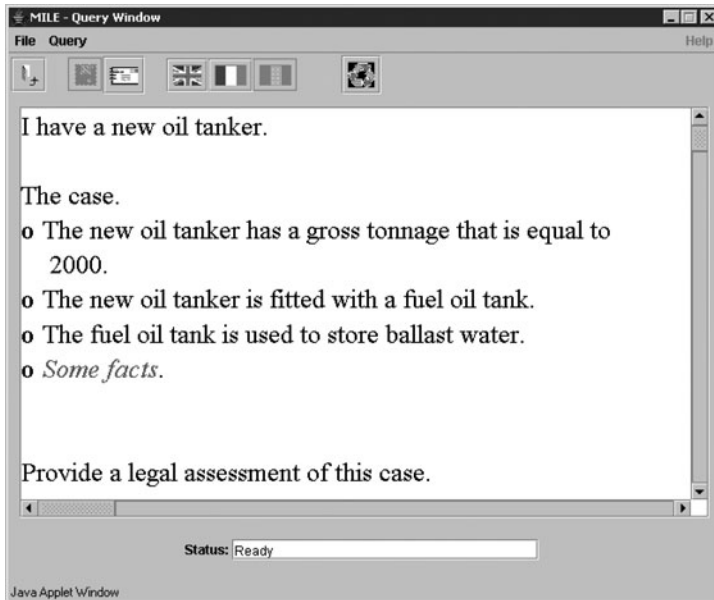 MILE - Query Window
File Query Help
I have a new oil tanker.
The case.
o The new oil tanker has a gross tonnage that is equal to
2000.
o The new oil tanker is fitted with a fuel oil tank.
o The fuel oil tank is used to store ballast water.
o Some facts.
Provide a legal assessment of this case.
Status: Ready
Java Applet Window